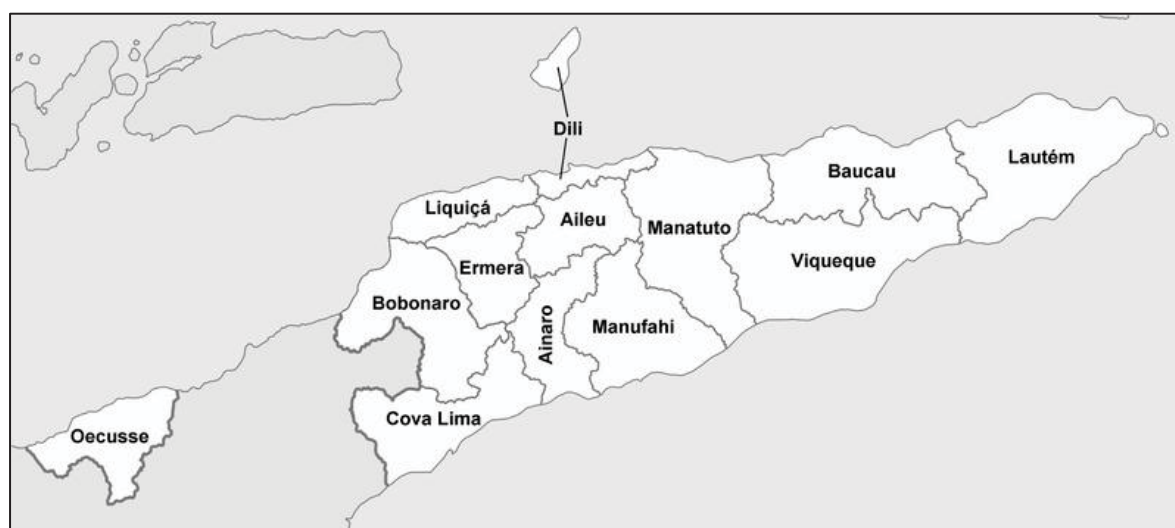 Dili
Lautém
Baucau
Liquiçá
Aileu
Manatuto
Viqueque
Ermera
Bobonaro
Ainaro
Manufahi
Cova Lima
Oecusse